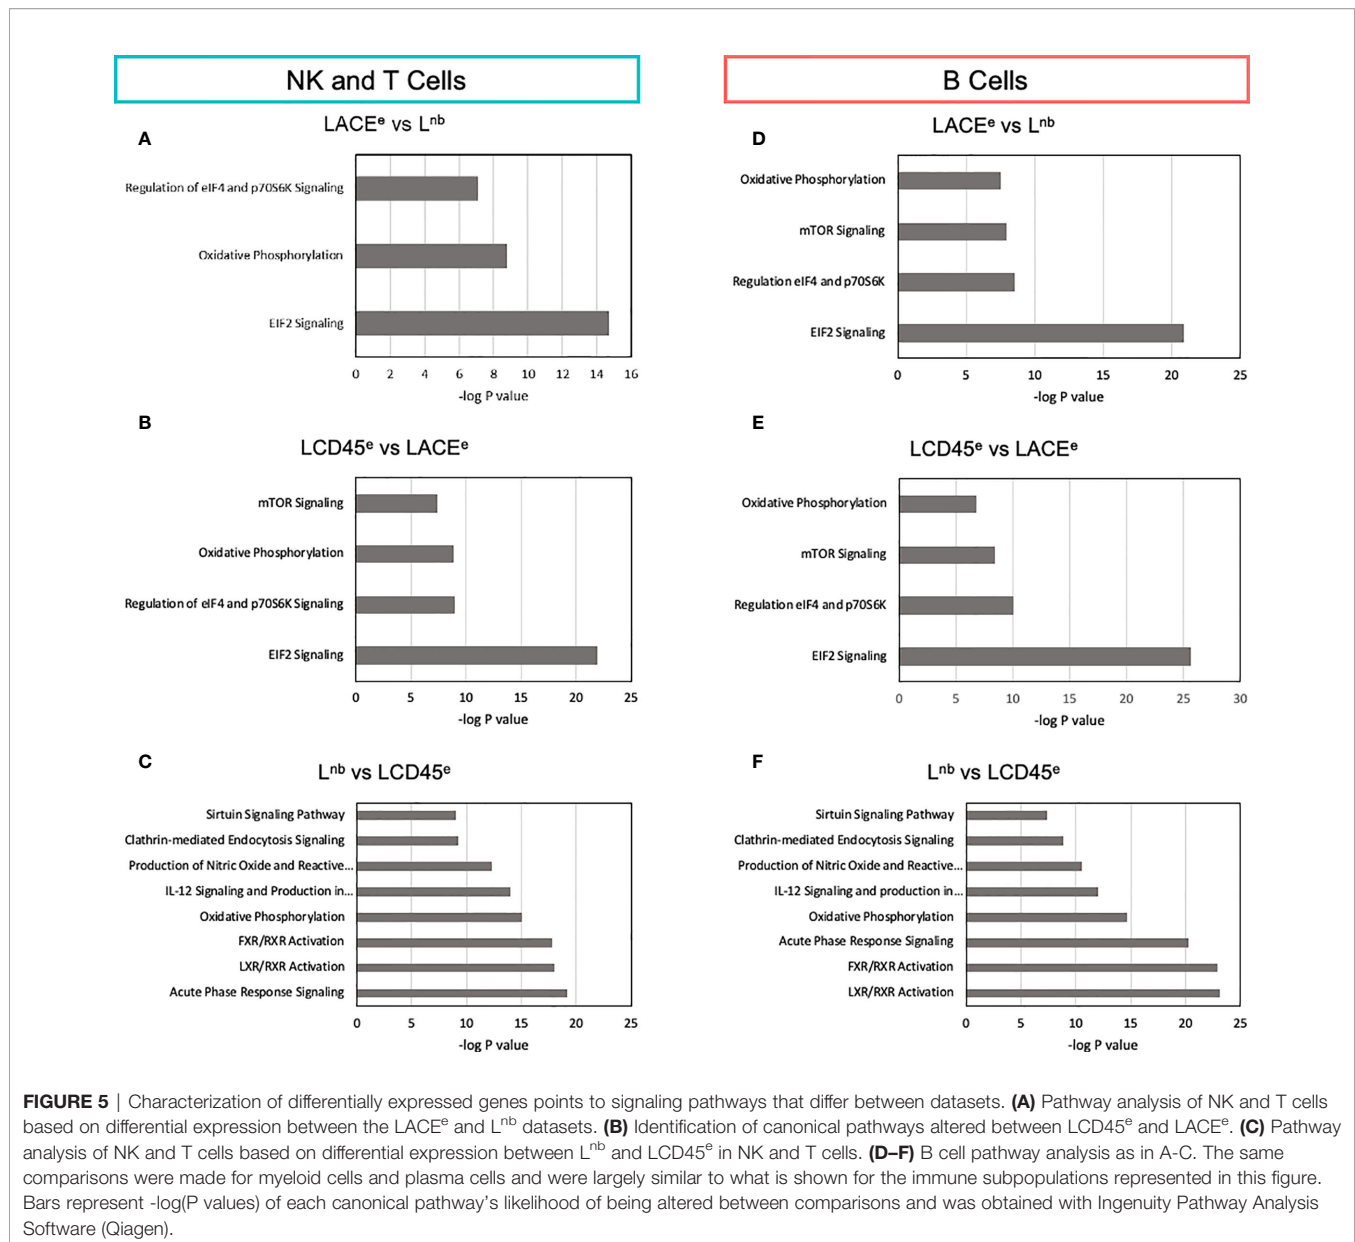 NK and T Cells
A
LACEᵉ vs Lⁿᵇ
Regulation of eIF4 and p70S6K Signaling
Oxidative Phosphorylation
EIF2 Signaling
0 2 4 6 8 10 12 14 16
-log P value
B
LCD45ᵉ vs LACEᵉ
mTOR Signaling
Oxidative Phosphorylation
Regulation of eIF4 and p70S6K Signaling
EIF2 Signaling
0 5 10 15 20 25
-log P value
C
Lⁿᵇ vs LCD45ᵉ
Sirtuin Signaling Pathway
Clathrin-mediated Endocytosis Signaling
Production of Nitric Oxide and Reactive...
IL-12 Signaling and Production in...
Oxidative Phosphorylation
FXR/RXR Activation
LXR/RXR Activation
Acute Phase Response Signaling
0 5 10 15 20 25
-log P value
B Cells
D
LACEᵉ vs Lⁿᵇ
Oxidative Phosphorylation
mTOR Signaling
Regulation eIF4 and p70S6K
EIF2 Signaling
0 5 10 15 20 25
-log P value
E
LCD45ᵉ vs LACEᵉ
Oxidative Phosphorylation
mTOR Signaling
Regulation eIF4 and p70S6K
EIF2 Signaling
0 5 10 15 20 25 30
-log P value
F
Lⁿᵇ vs LCD45ᵉ
Sirtuin Signaling Pathway
Clathrin-mediated Endocytosis Signaling
Production of Nitric Oxide and Reactive...
IL-12 Signaling and production in...
Oxidative Phosphorylation
Acute Phase Response Signaling
FXR/RXR Activation
LXR/RXR Activation
0 5 10 15 20 25
-log P value
FIGURE 5 | Characterization of differentially expressed genes points to signaling pathways that differ between datasets. (A) Pathway analysis of NK and T cells
based on differential expression between the LACEᵉ and Lⁿᵇ datasets. (B) Identification of canonical pathways altered between LCD45ᵉ and LACEᵉ. (C) Pathway
analysis of NK and T cells based on differential expression between Lⁿᵇ and LCD45ᵉ in NK and T cells. (D–F) B cell pathway analysis as in A-C. The same
comparisons were made for myeloid cells and plasma cells and were largely similar to what is shown for the immune subpopulations represented in this figure.
Bars represent -log(P values) of each canonical pathway's likelihood of being altered between comparisons and was obtained with Ingenuity Pathway Analysis
Software (Qiagen).